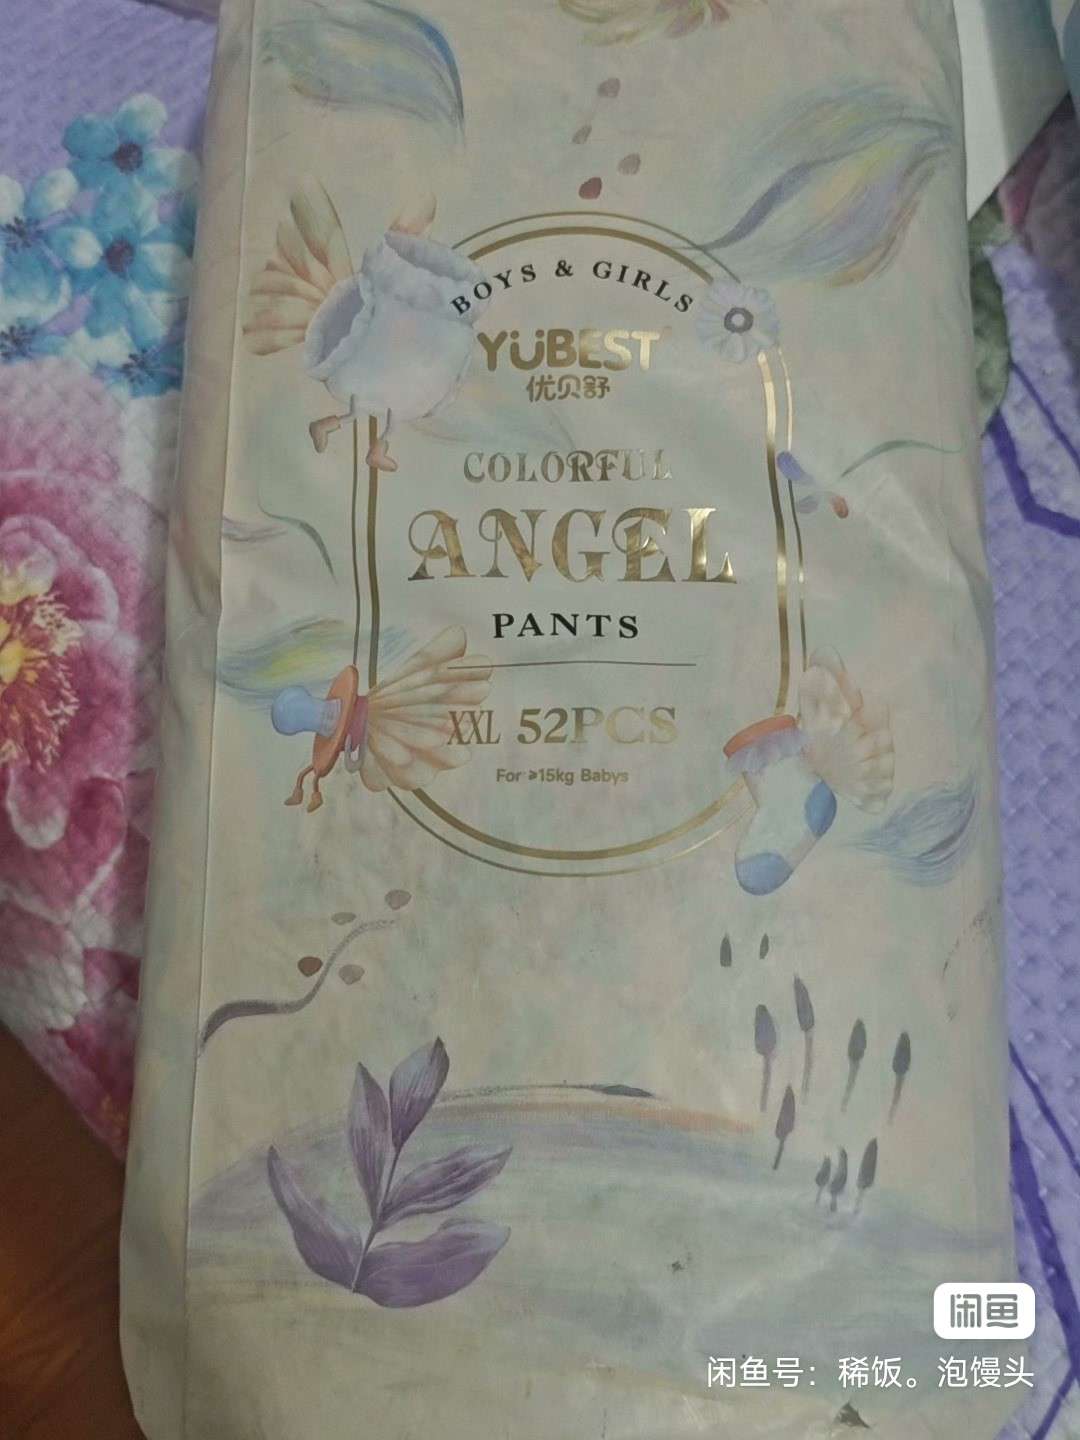 BOYS & GIRLS
YÜBEST
优贝舒
COLORFUL
ANGEL
PANTS
XXL 52PCS
For ≥15kg Babys
闲鱼
闲鱼号：稀饭。泡馒头